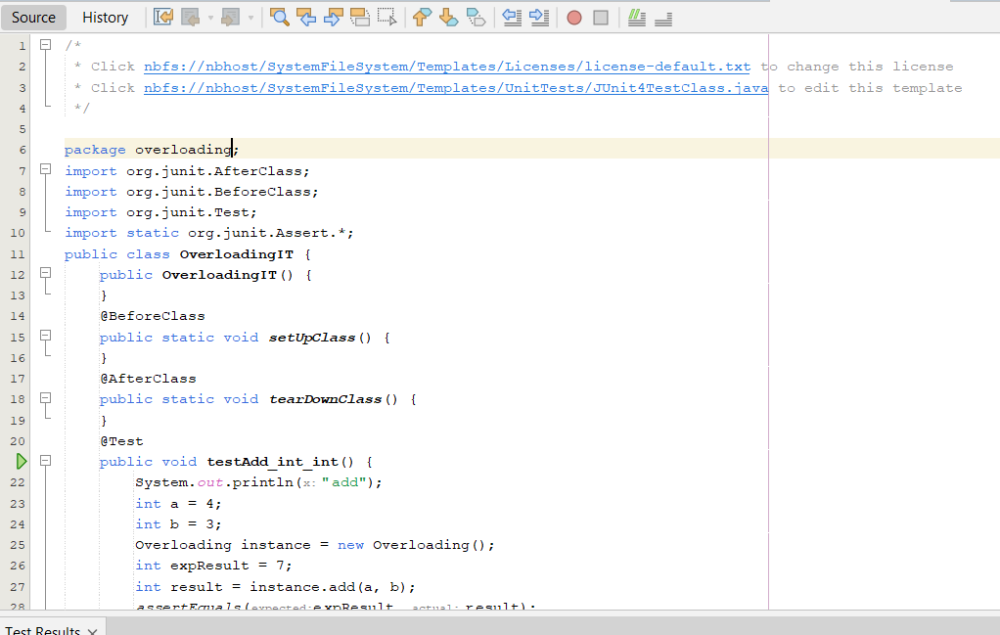 Source History
1 /*
2 * Click nbfs://nbhost/SystemFileSystem/Templates/Licenses/license-default.txt to change this license
3 * Click nbfs://nbhost/SystemFileSystem/Templates/UnitTests/JUnit4TestClass.java to edit this template
4 */
5
6 package overloading;
7 import org.junit.AfterClass;
8 import org.junit.BeforeClass;
9 import org.junit.Test;
10 import static org.junit.Assert.*;
11 public class OverloadingIT {
12 public OverloadingIT() {
13 }
14 @BeforeClass
15 public static void setUpClass() {
16 }
17 @AfterClass
18 public static void tearDownClass() {
19 }
20 @Test
public void testAdd_int_int() {
22 System.out.println(x: "add");
23 int a = 4;
24 int b = 3;
25 Overloading instance = new Overloading();
26 int expResult = 7;
27 int result = instance.add(a, b);
28 assertEquals(expected:expResult, actual: result);
Test Results